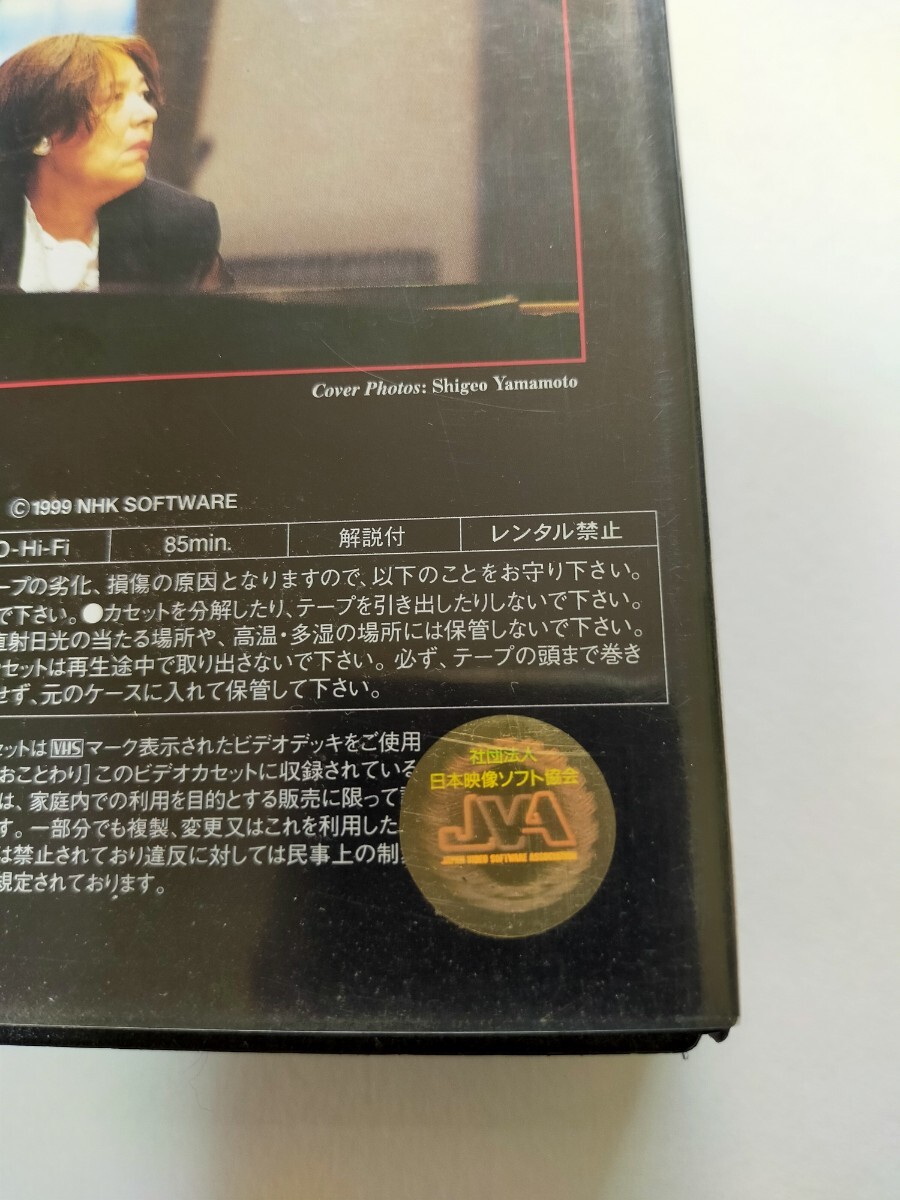 Cover Photos: Shigeo Yamamoto
©1999 NHK SOFTWARE
O-Hi-Fi 85min. 解説付 レンタル禁止
ープの劣化、損傷の原因となりますので、以下のことをお守り下さい。
で下さい。●カセットを分解したり、テープを引き出したりしないで下さい。
直射日光の当たる場所や、高温・多湿の場所には保管しないで下さい。
セットは再生途中で取り出さないで下さい。必ず、テープの頭まで巻き
せず、元のケースに入れて保管して下さい。
セットは VHS マーク表示されたビデオデッキをご使用
おことわり]このビデオカセットに収録されている
は、家庭内での利用を目的とする販売に限って
す。一部分でも複製、変更又はこれを利用した
は禁止されており違反に対しては民事上の制
規定されております。
社団法人
日本映像ソフト協会
JVA
JAPAN VIDEO SOFTWARE ASSOCIATION